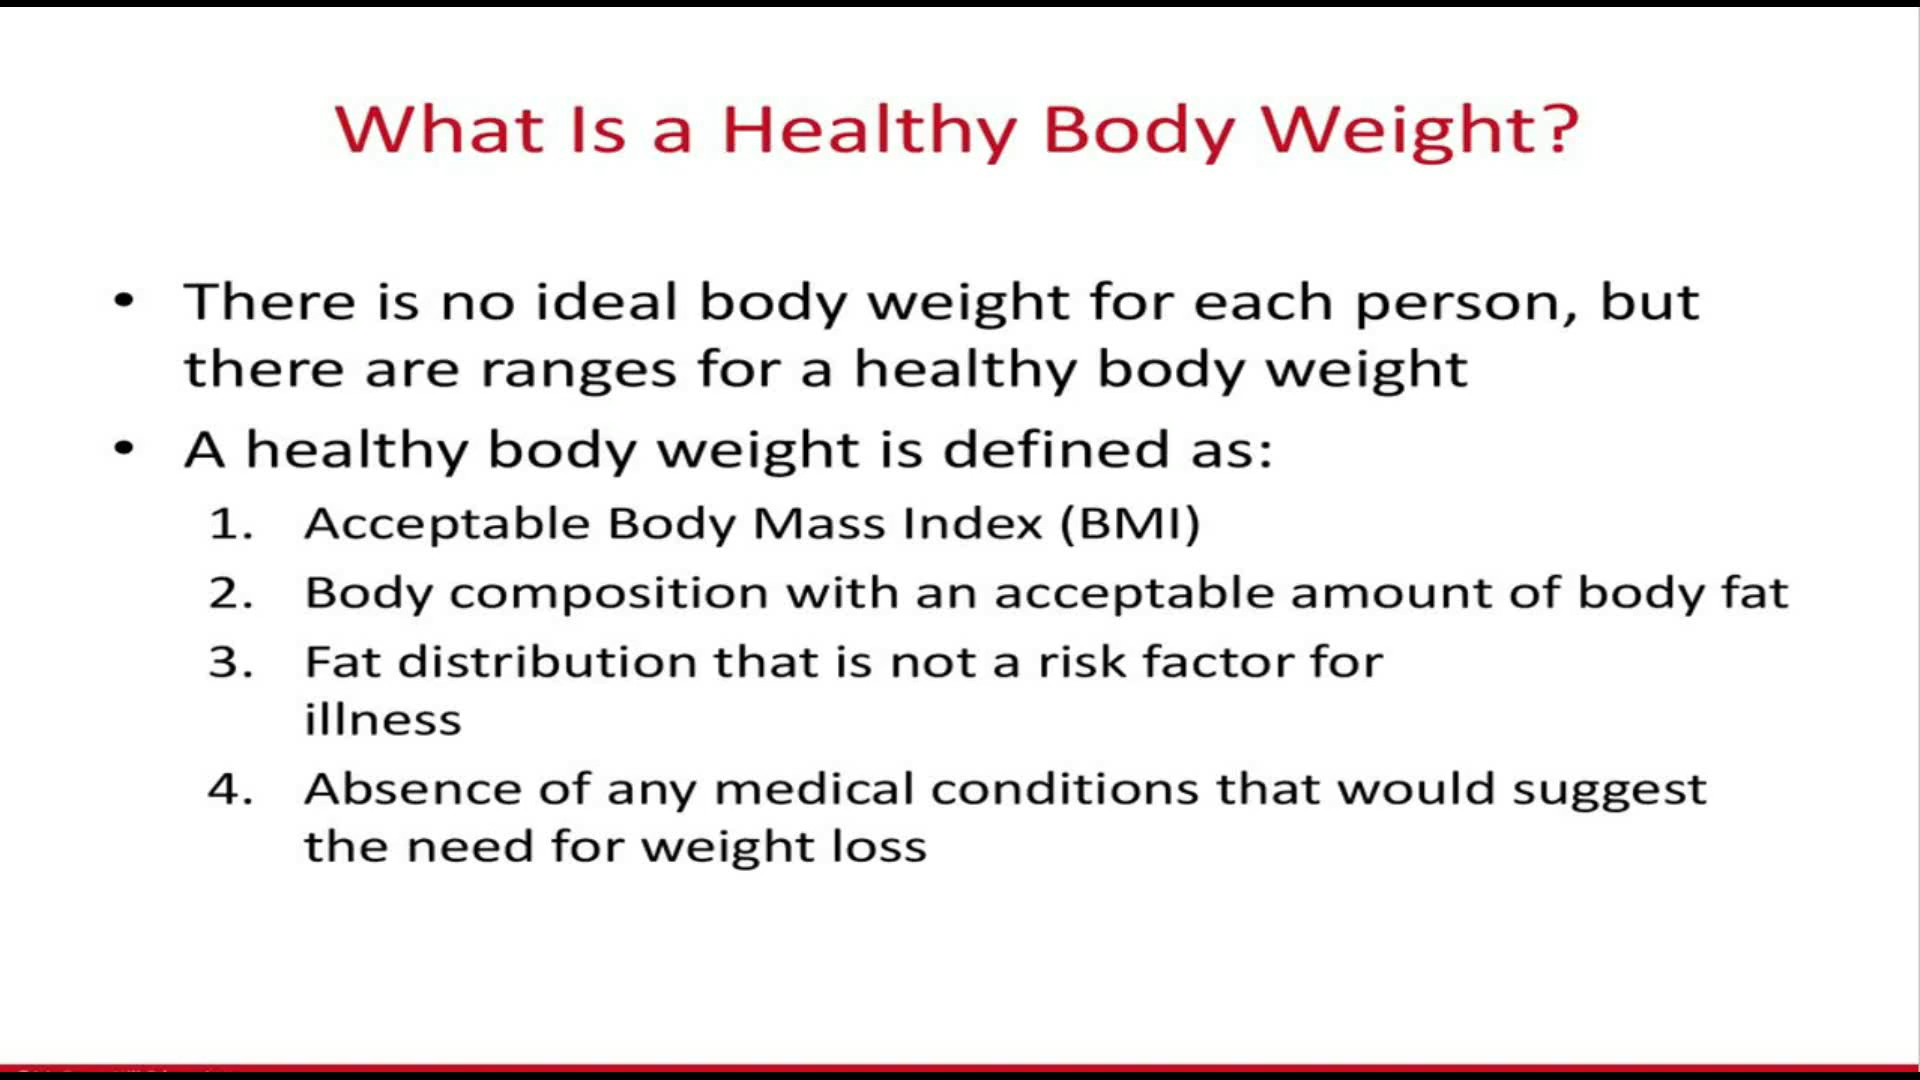 What Is a Healthy Body Weight?
• There is no ideal body weight for each person, but
there are ranges for a healthy body weight
• A healthy body weight is defined as:
1. Acceptable Body Mass Index (BMI)
2. Body composition with an acceptable amount of body fat
3. Fat distribution that is not a risk factor for
illness
4. Absence of any medical conditions that would suggest
the need for weight loss